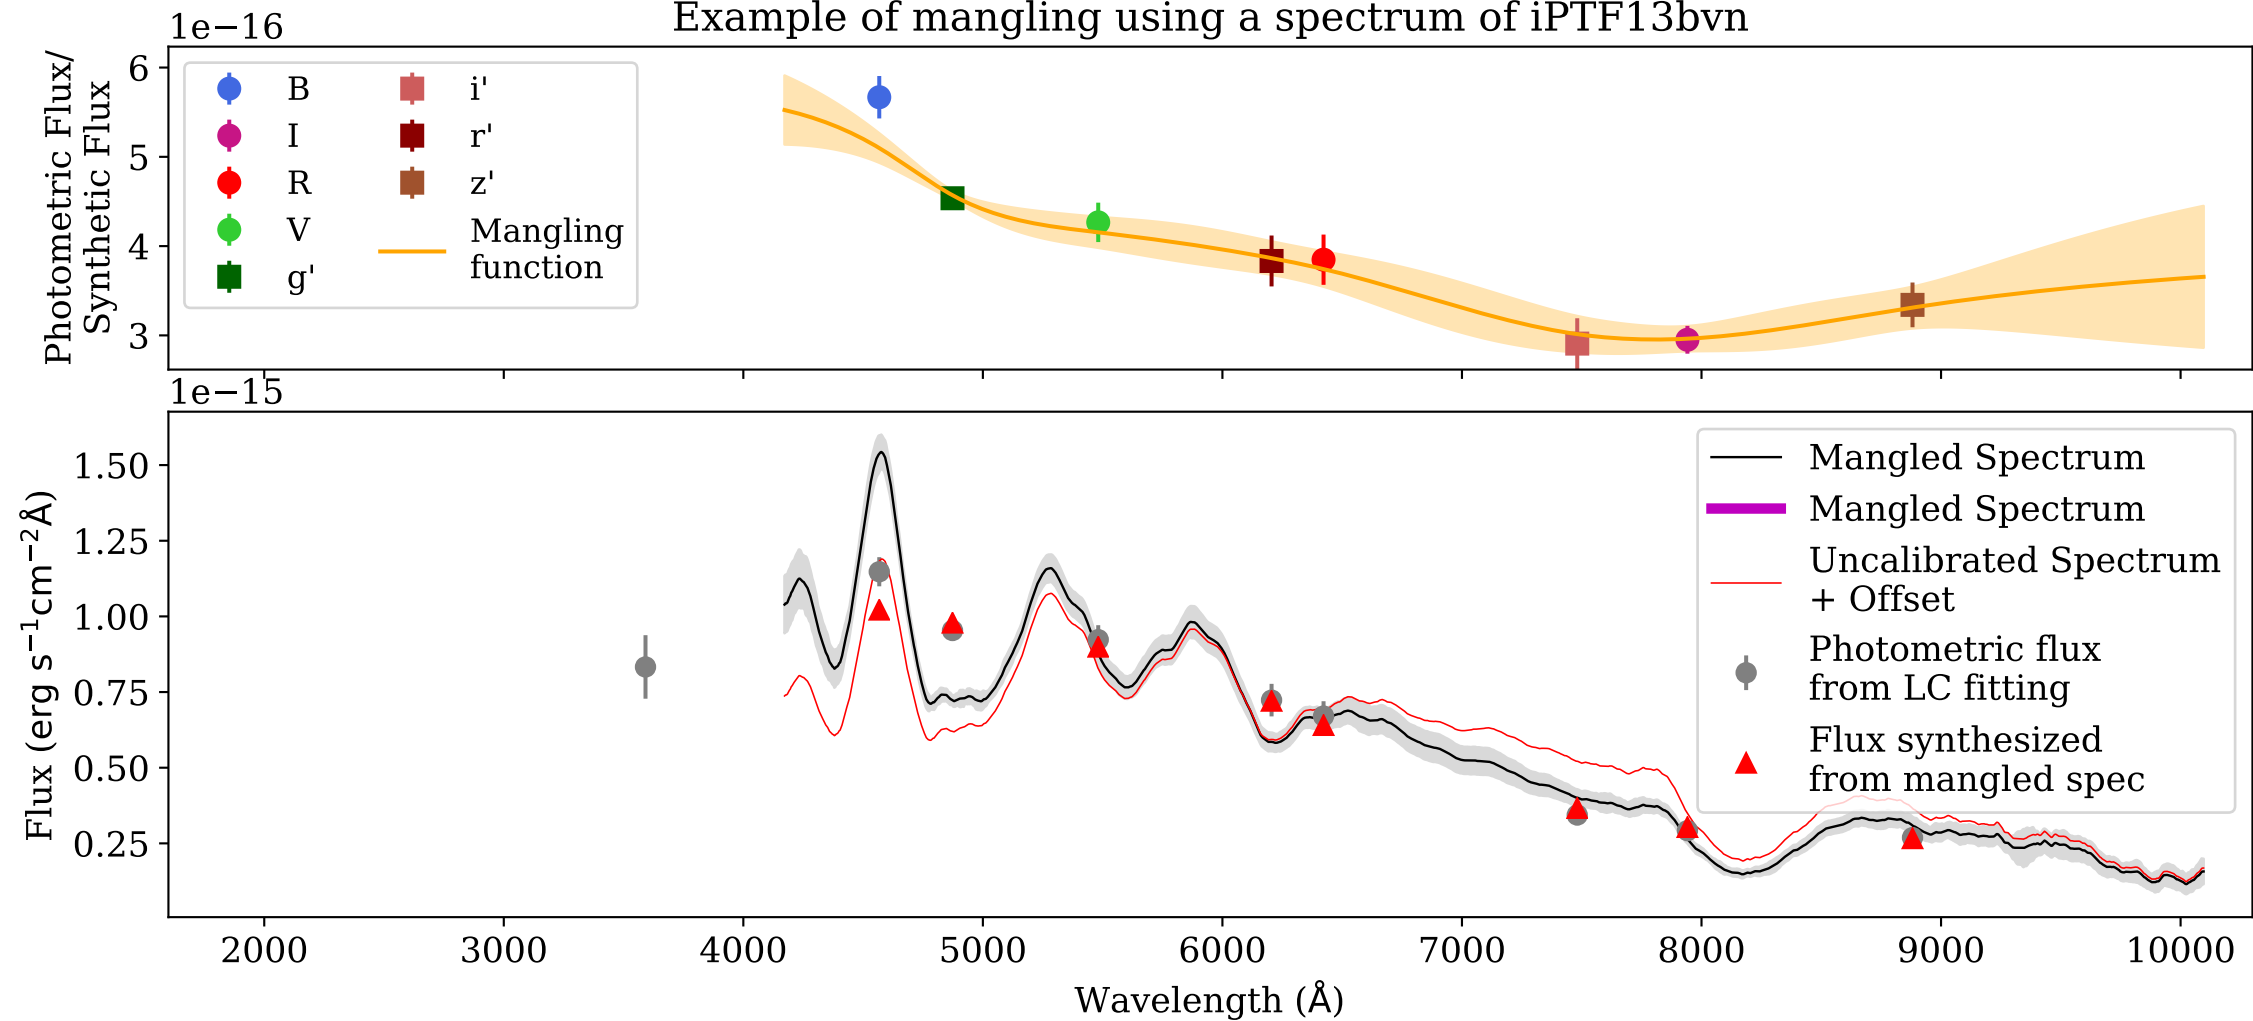 Example of mangling using a spectrum of iPTF13bvn
1e−16
Photometric Flux/
Synthetic Flux
6
5
4
3
B
I
R
V
g'
i'
r'
z'
Mangling
function
1e−15
Flux (erg s⁻¹cm⁻²Å)
1.50
1.25
1.00
0.75
0.50
0.25
Mangled Spectrum
Mangled Spectrum
Uncalibrated Spectrum
+ Offset
Photometric flux
from LC fitting
Flux synthesized
from mangled spec
2000 3000 4000 5000 6000 7000 8000 9000 10000
Wavelength (Å)